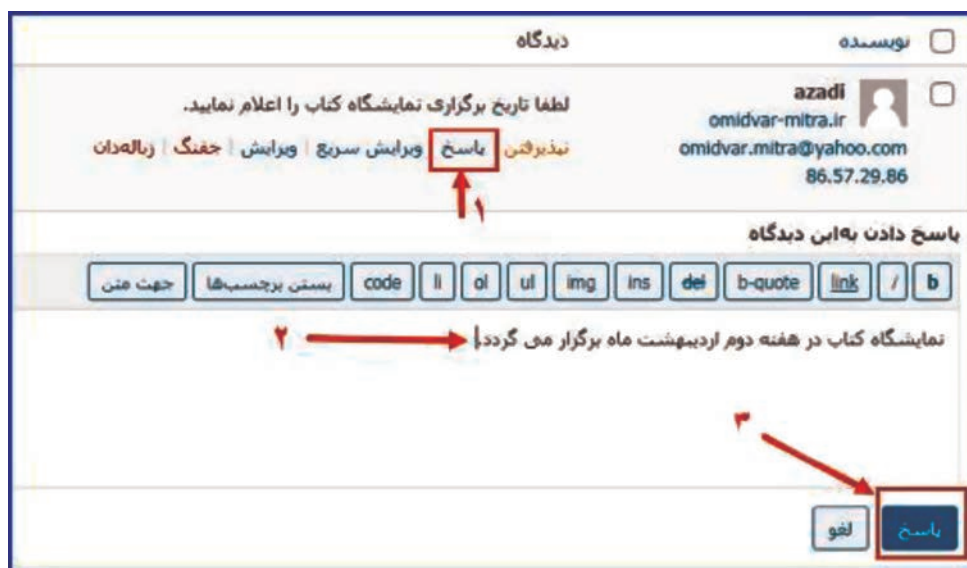 نویسنده دیدگاه
azadi
omidvar-mitra.ir
omidvar.mitra@yahoo.com
86.57.29.86
لطفا تاریخ برگزاری نمایشگاه کتاب را اعلام نمایید.
نپذیرفتن | پاسخ | ویرایش سریع | ویرایش | جفنگ | زباله‌دان
۱
پاسخ دادن به‌این دیدگاه
b / link b-quote del ins img ul ol li code بستن برچسب‌ها جهت متن
نمایشگاه کتاب در هفته دوم اردیبهشت ماه برگزار می گردد.
۲
۳
پاسخ لغو